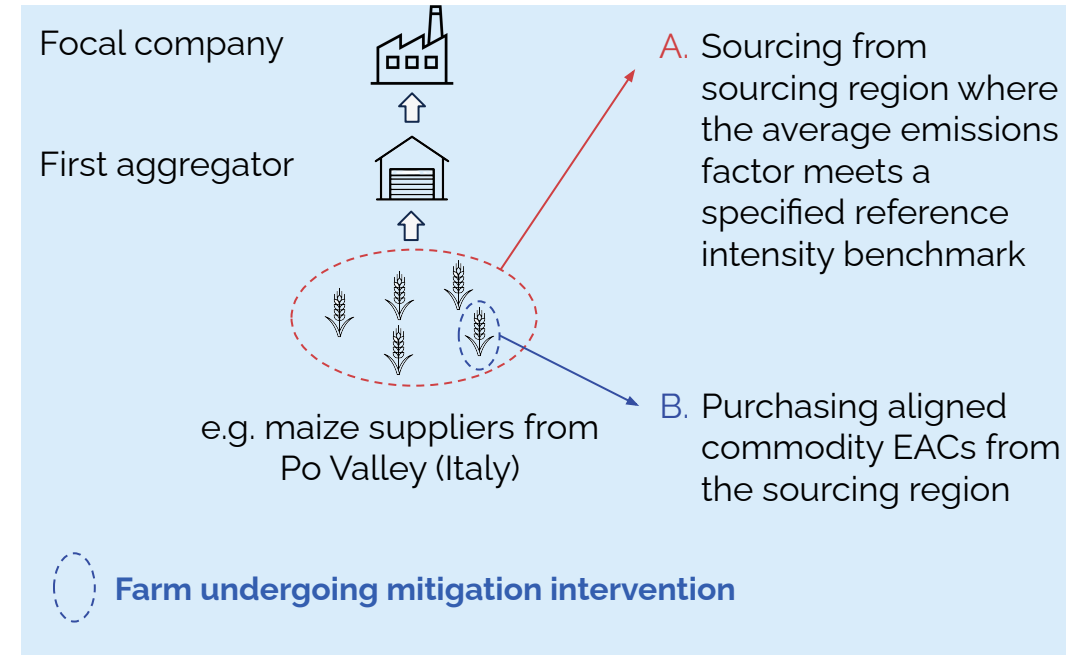 Focal company
First aggregator
A. Sourcing from
sourcing region where
the average emissions
factor meets a
specified reference
intensity benchmark
e.g. maize suppliers from
Po Valley (Italy)
B. Purchasing aligned
commodity EACs from
the sourcing region
Farm undergoing mitigation intervention